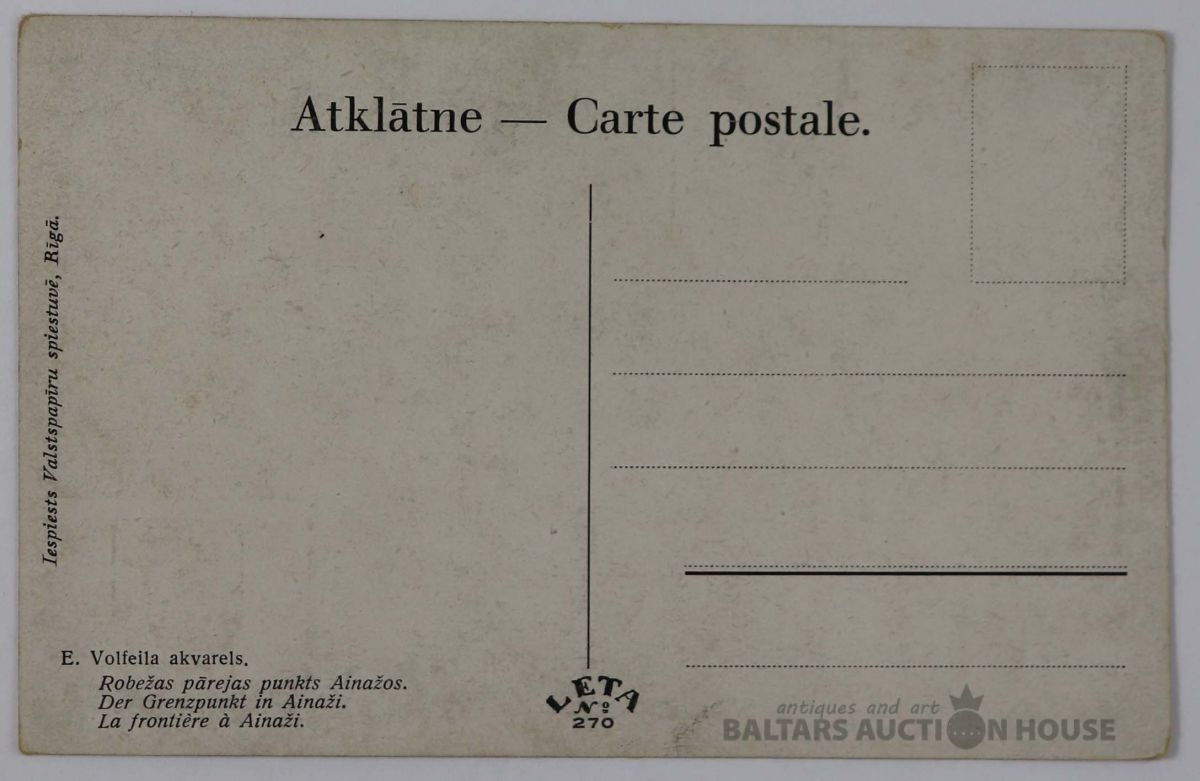 Atklātne — Carte postale.
Iespiests Valstspapīru spiestuvē, Rīgā.
E. Volfeila akvarels.
Robežas pārejas punkts Ainažos.
Der Grenzpunkt in Ainaži.
La frontière à Ainaži.
LETA
№
270
antiques and art
BALTARS AUCTION HOUSE